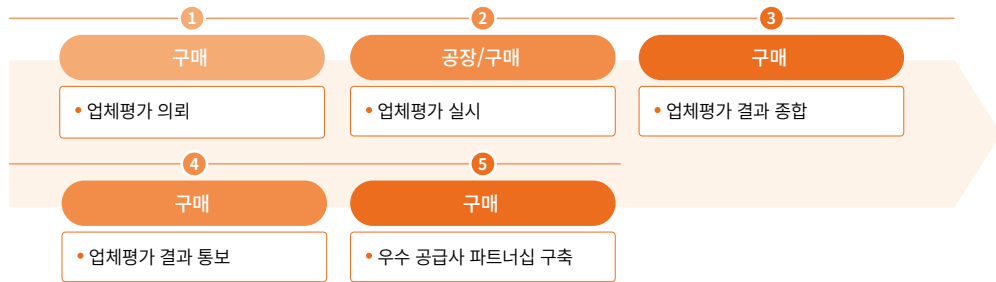 1
구매
• 업체평가 의뢰
2
공장/구매
• 업체평가 실시
3
구매
• 업체평가 결과 종합
4
구매
• 업체평가 결과 통보
5
구매
• 우수 공급사 파트너십 구축